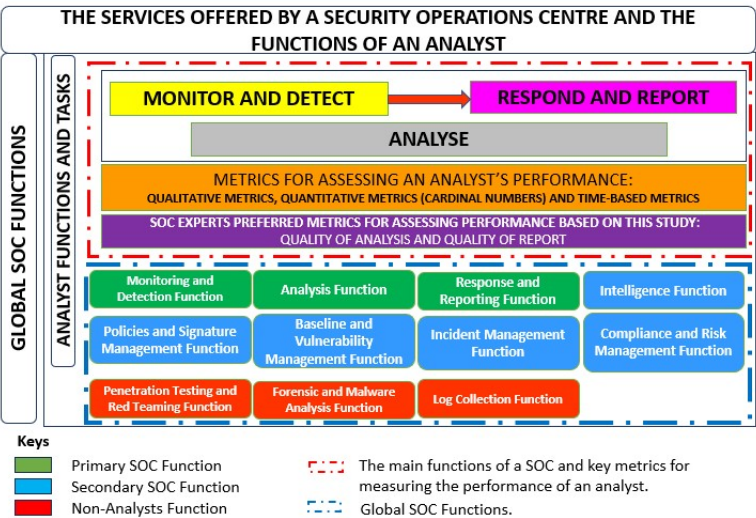 THE SERVICES OFFERED BY A SECURITY OPERATIONS CENTRE AND THE
FUNCTIONS OF AN ANALYST
GLOBAL SOC FUNCTIONS
ANALYST FUNCTIONS AND TASKS
MONITOR AND DETECT
RESPOND AND REPORT
ANALYSE
METRICS FOR ASSESSING AN ANALYST'S PERFORMANCE:
QUALITATIVE METRICS, QUANTITATIVE METRICS (CARDINAL NUMBERS) AND TIME-BASED METRICS
SOC EXPERTS PREFERRED METRICS FOR ASSESSING PERFORMANCE BASED ON THIS STUDY:
QUALITY OF ANALYSIS AND QUALITY OF REPORT
Monitoring and
Detection Function
Analysis Function
Response and
Reporting Function
Intelligence Function
Policies and Signature
Management Function
Baseline and
Vulnerability
Management Function
Incident Management
Function
Compliance and Risk
Management Function
Penetration Testing and
Red Teaming Function
Forensic and Malware
Analysis Function
Log Collection Function
Keys
Primary SOC Function
Secondary SOC Function
Non-Analysts Function
The main functions of a SOC and key metrics for
measuring the performance of an analyst.
Global SOC Functions.